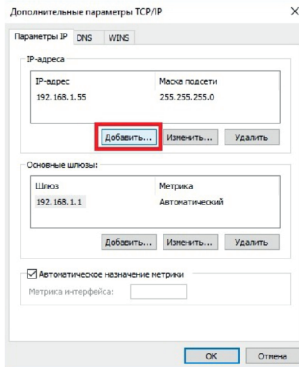 Дополнительные параметры TCP/IP
Параметры IP DNS WINS
IP-адреса
IP-адрес Маска подсети
192.168.1.55 255.255.255.0
Добавить... Изменить... Удалить
Основные шлюзы:
Шлюз Метрика
192.168.1.1 Автоматический
Добавить... Изменить... Удалить
Автоматическое назначение метрики
Метрика интерфейса:
OK Отмена